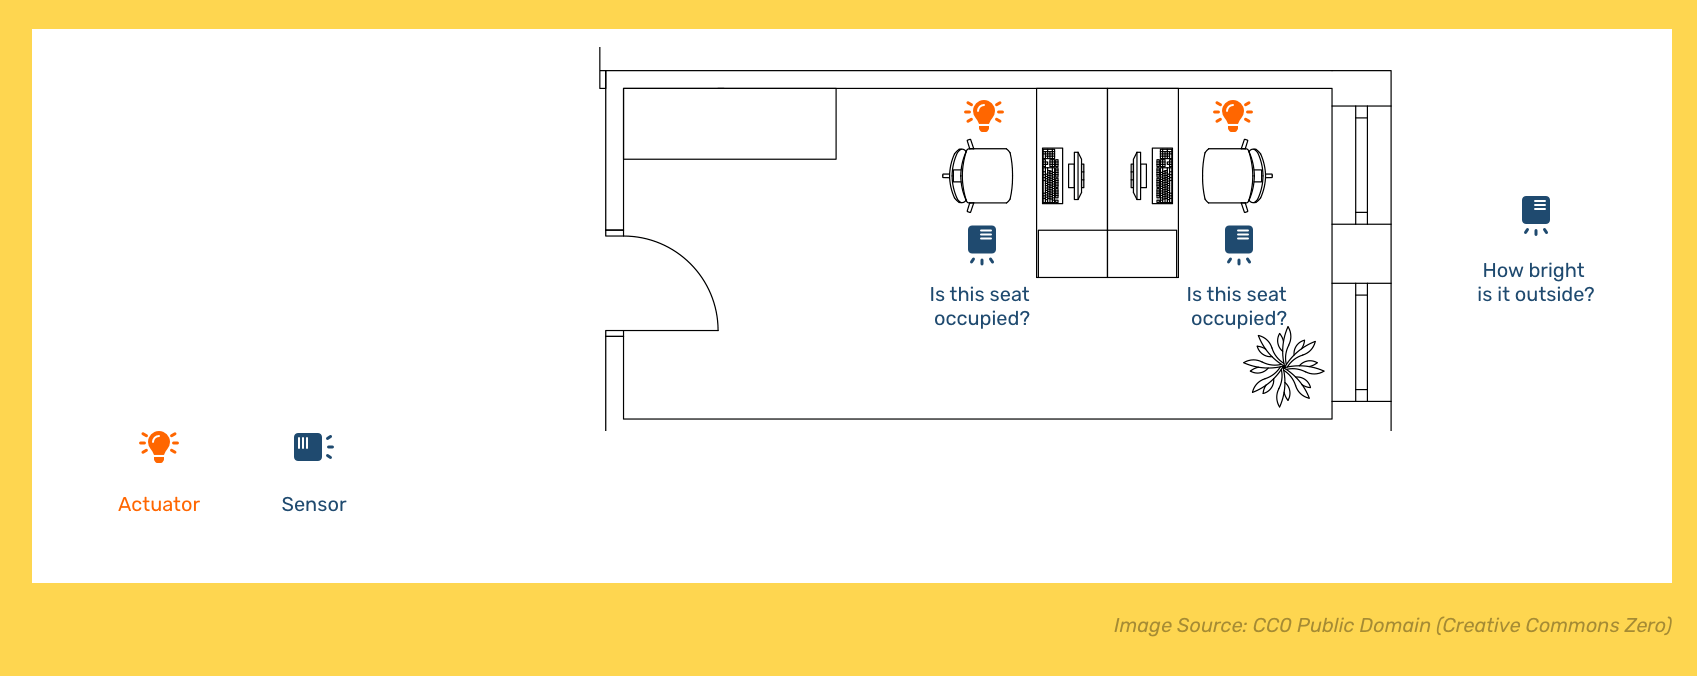 Is this seat
occupied?
Is this seat
occupied?
How bright
is it outside?
Actuator
Sensor
Image Source: CC0 Public Domain (Creative Commons Zero)